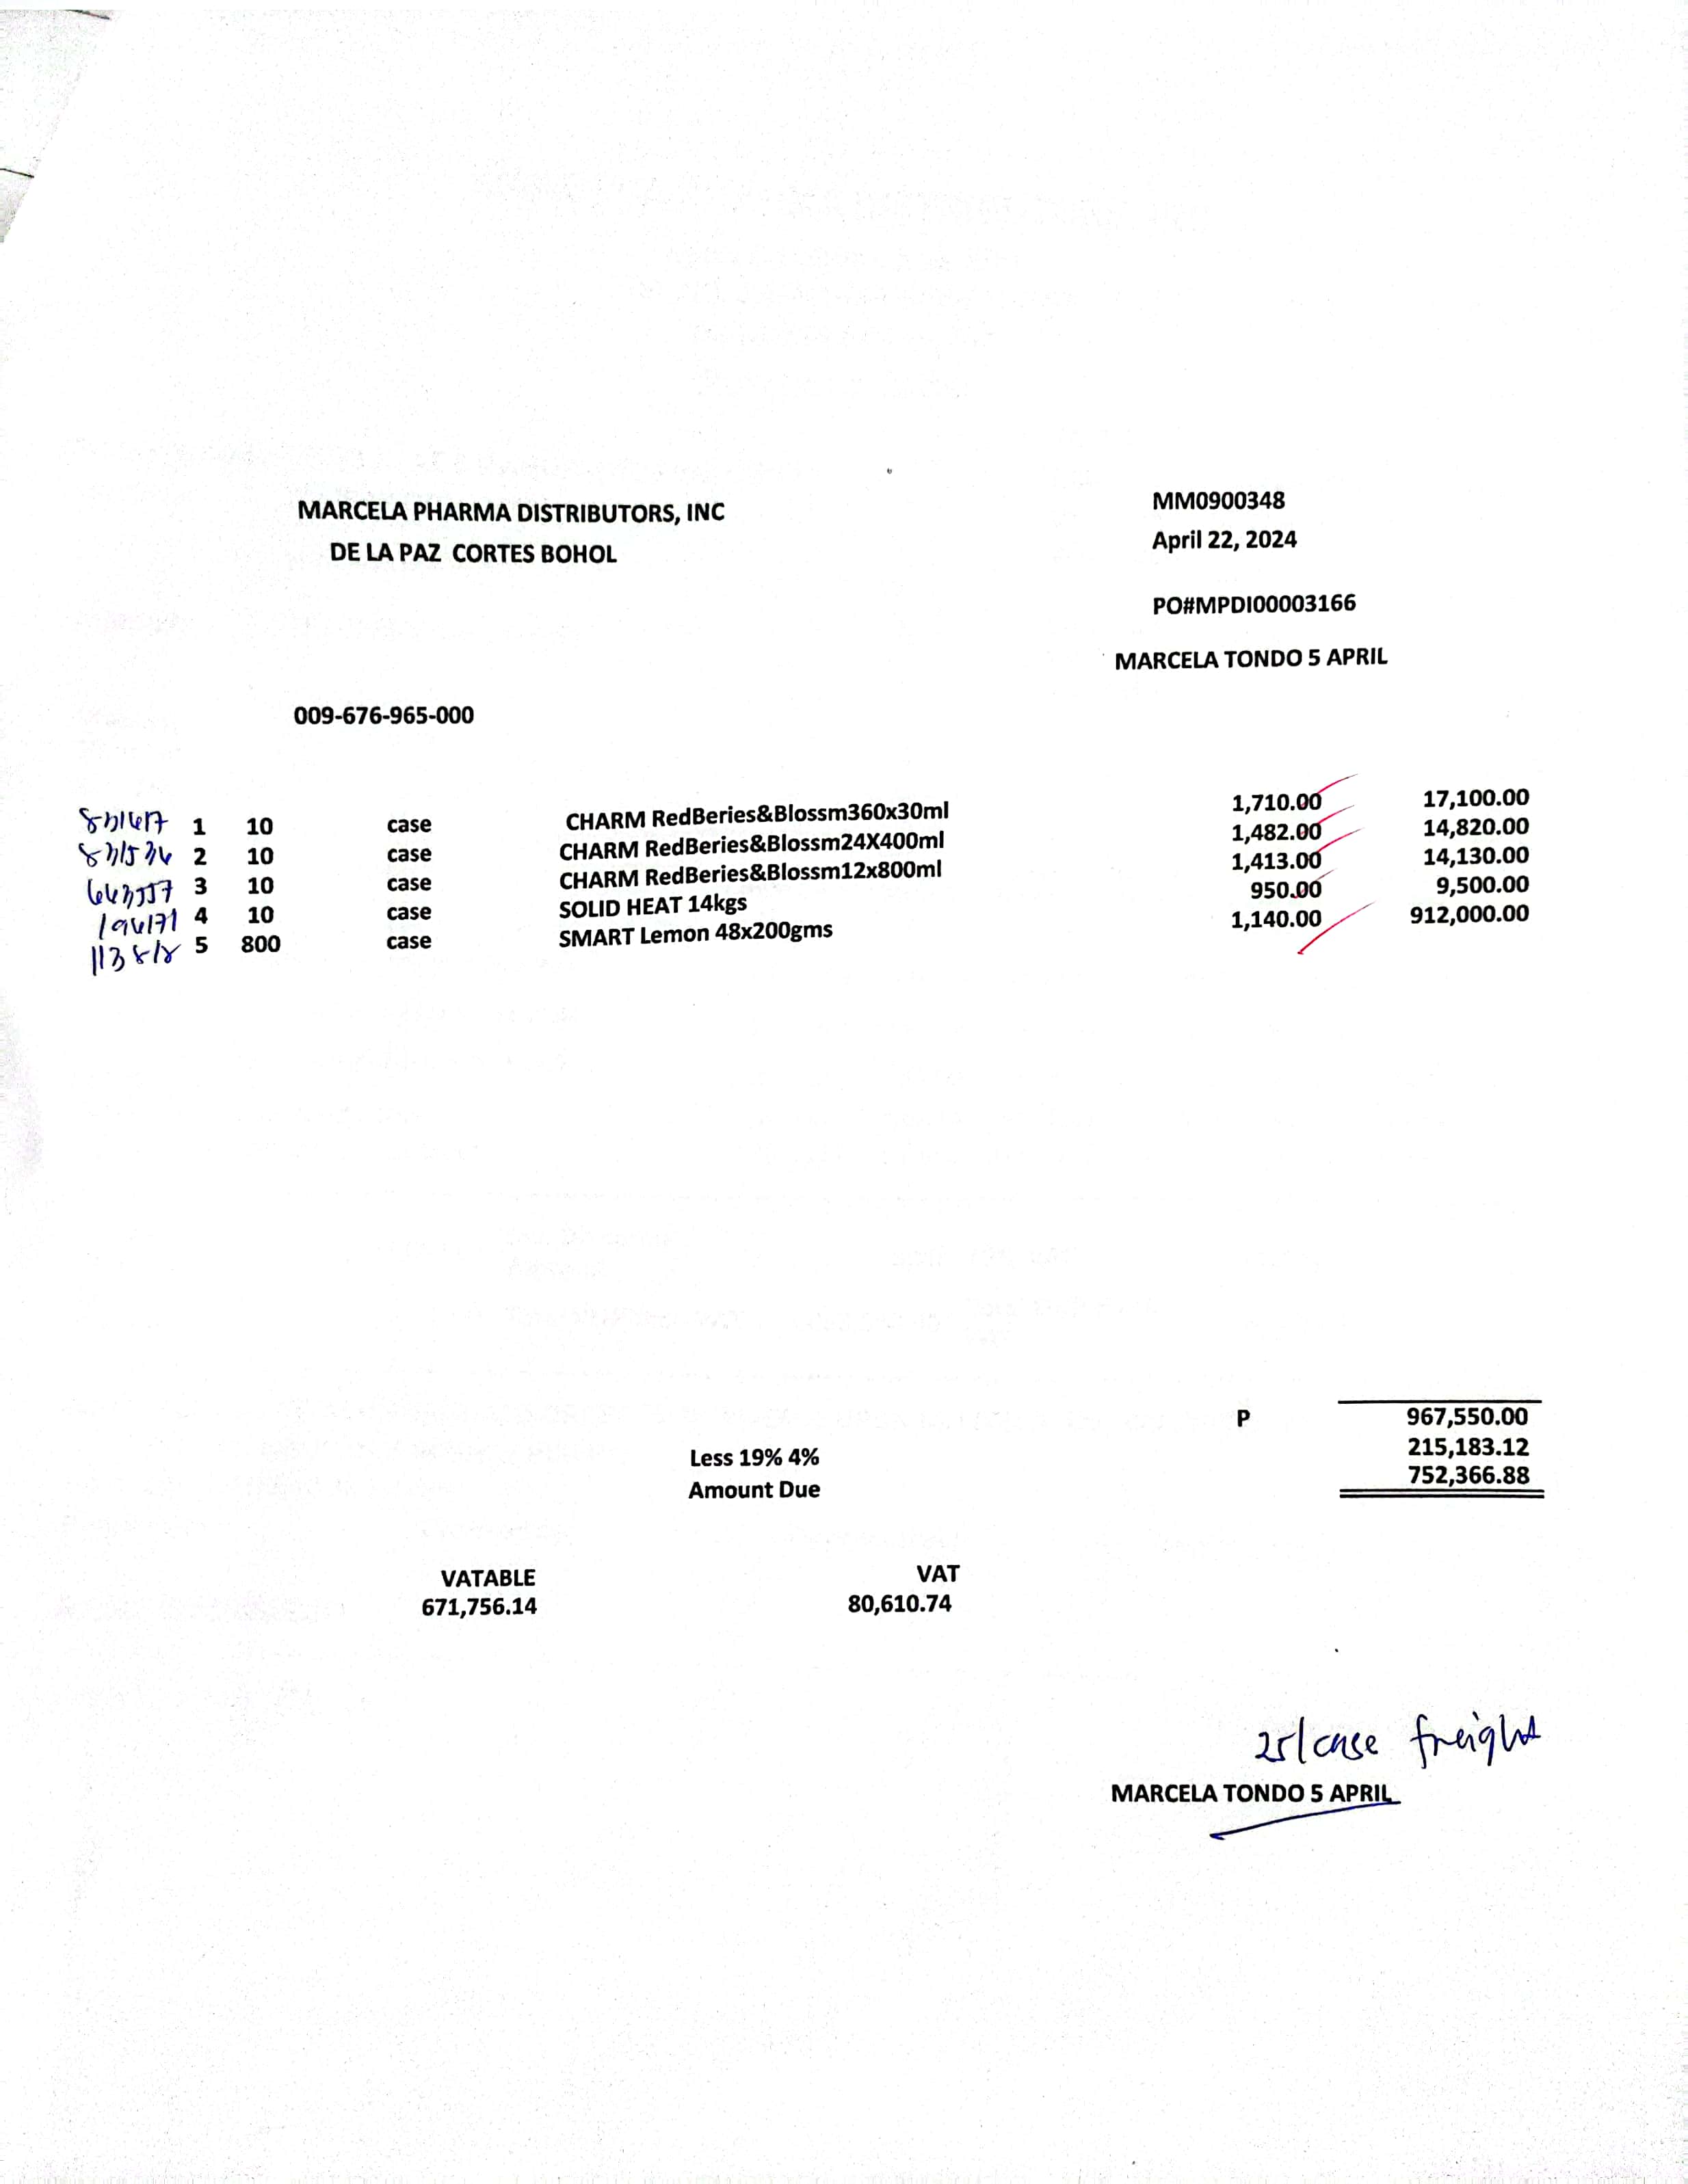 MARCELA PHARMA DISTRIBUTORS, INC
DE LA PAZ CORTES BOHOL
MM0900348
April 22, 2024
PO#MPDI00003166
MARCELA TONDO 5 APRIL
009-676-965-000
1 10 case CHARM RedBeries&Blossm360x30ml 1,710.00 17,100.00
2 10 case CHARM RedBeries&Blossm24X400ml 1,482.00 14,820.00
3 10 case CHARM RedBeries&Blossm12x800ml 1,413.00 14,130.00
4 10 case SOLID HEAT 14kgs 950.00 9,500.00
5 800 case SMART Lemon 48x200gms 1,140.00 912,000.00
P 967,550.00
Less 19% 4% 215,183.12
Amount Due 752,366.88
VATABLE VAT
671,756.14 80,610.74
25/case freight
MARCELA TONDO 5 APRIL